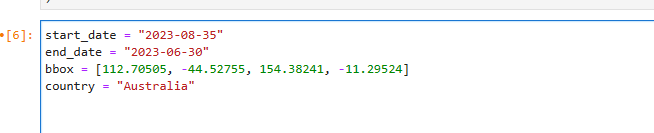 [6]:
start_date = "2023-08-35"
end_date = "2023-06-30"
bbox = [112.70505, -44.52755, 154.38241, -11.29524]
country = "Australia"